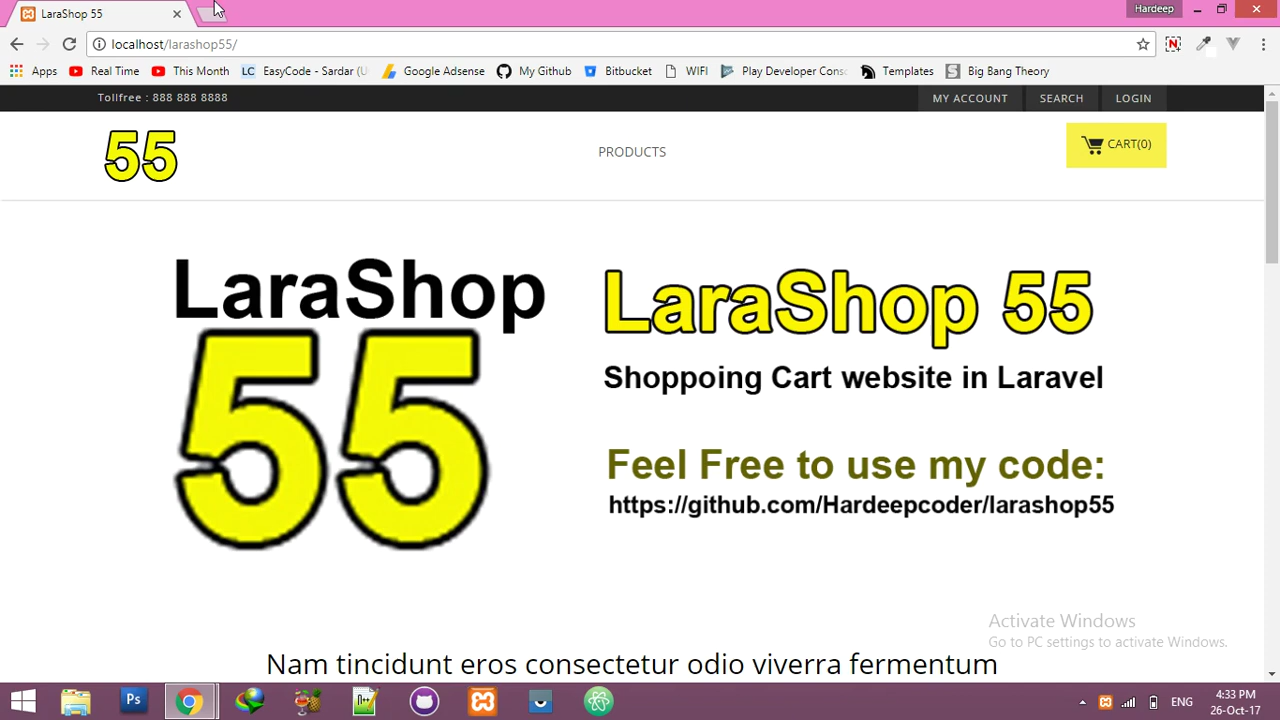 LaraShop 55
Hardeep
localhost/larashop55/
Apps Real Time This Month LC EasyCode - Sardar (U Google Adsense My Github Bitbucket WIFI Play Developer Cons Templates S Big Bang Theory
Tollfree : 888 888 8888 MY ACCOUNT SEARCH LOGIN
55 PRODUCTS CART(0)
LaraShop
55
LaraShop 55
Shoppoing Cart website in Laravel
Feel Free to use my code:
https://github.com/Hardeepcoder/larashop55
Activate Windows
Go to PC settings to activate Windows.
Nam tincidunt eros consectetur odio viverra fermentum
Ps ENG 4:33 PM
26-Oct-17